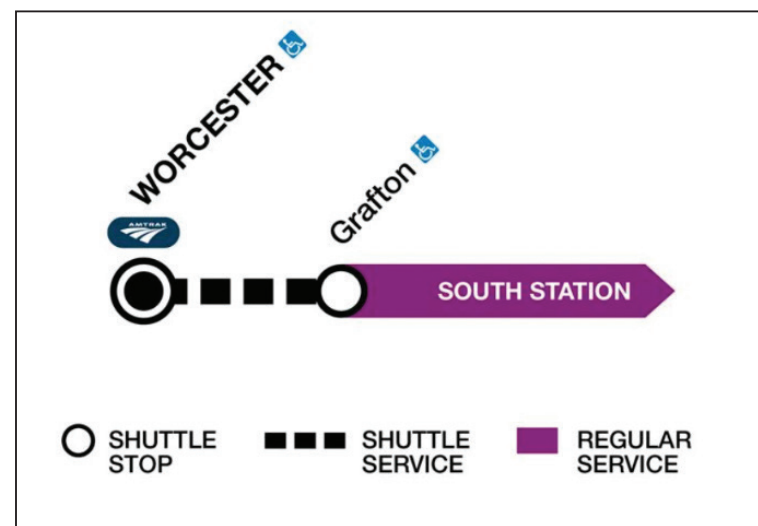 WORCESTER
Grafton
AMTRAK
SOUTH STATION
SHUTTLE
STOP
SHUTTLE
SERVICE
REGULAR
SERVICE